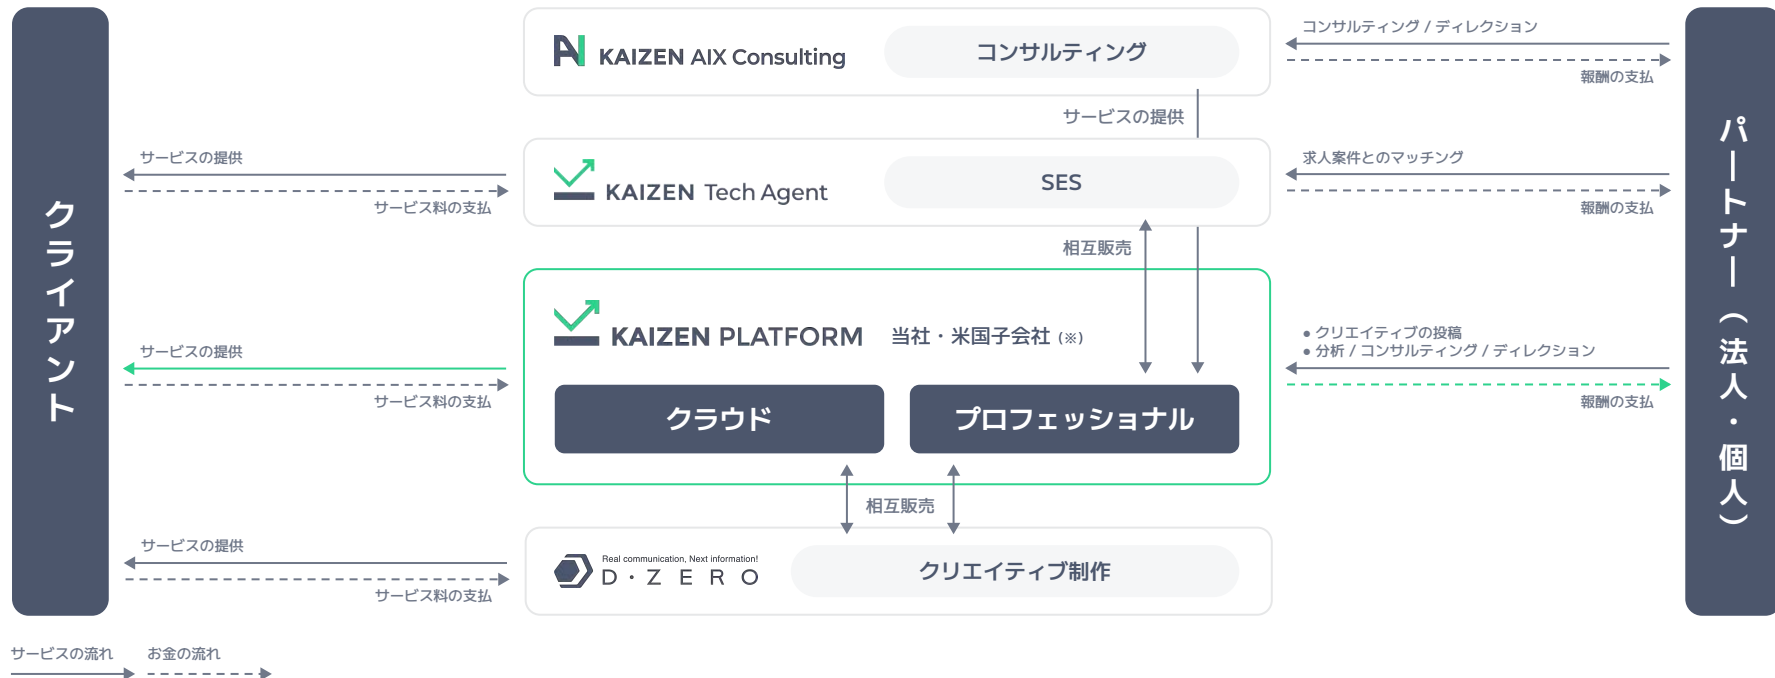 クライアント
サービスの提供
サービス料の支払
サービスの提供
サービス料の支払
サービスの提供
サービス料の支払
KAIZEN AIX Consulting
コンサルティング
サービスの提供
KAIZEN Tech Agent
SES
相互販売
KAIZEN PLATFORM
当社・米国子会社 (※)
クラウド
プロフェッショナル
相互販売
Real communication, Next information!
D・ZERO
クリエイティブ制作
コンサルティング / ディレクション
報酬の支払
求人案件とのマッチング
報酬の支払
● クリエイティブの投稿
● 分析 / コンサルティング / ディレクション
報酬の支払
パートナー（法人・個人）
サービスの流れ
お金の流れ